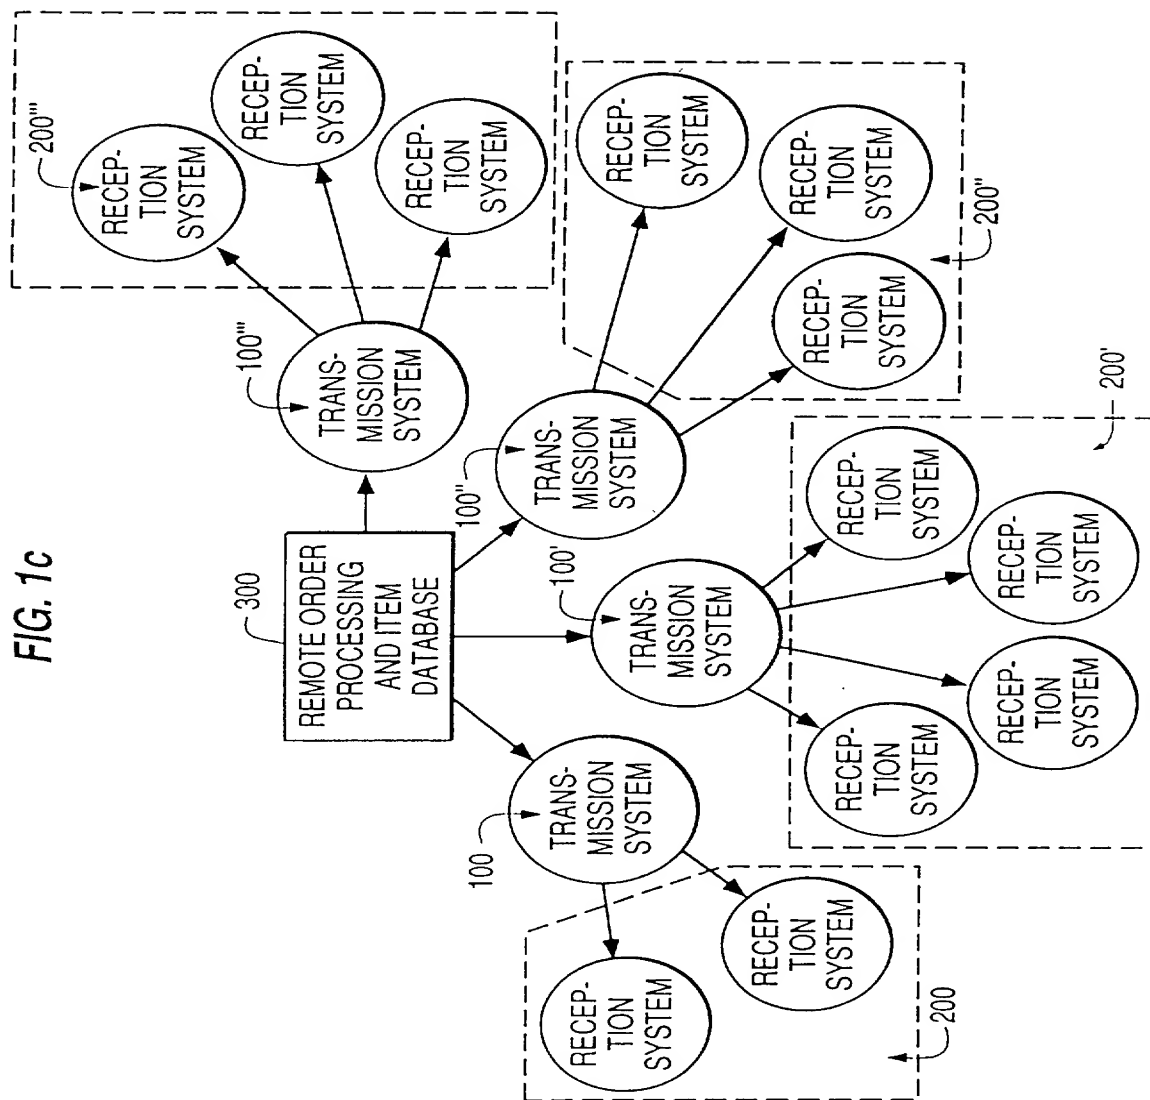 FIG. 1c
300
REMOTE ORDER
PROCESSING
AND ITEM
DATABASE
100
TRANS-
MISSION
SYSTEM
RECEP-
TION
SYSTEM
RECEP-
TION
SYSTEM
200
100'
TRANS-
MISSION
SYSTEM
RECEP-
TION
SYSTEM
RECEP-
TION
SYSTEM
RECEP-
TION
SYSTEM
RECEP-
TION
SYSTEM
200'
100''
TRANS-
MISSION
SYSTEM
RECEP-
TION
SYSTEM
RECEP-
TION
SYSTEM
RECEP-
TION
SYSTEM
200''
100'''
TRANS-
MISSION
SYSTEM
200'''
RECEP-
TION
SYSTEM
RECEP-
TION
SYSTEM
RECEP-
TION
SYSTEM